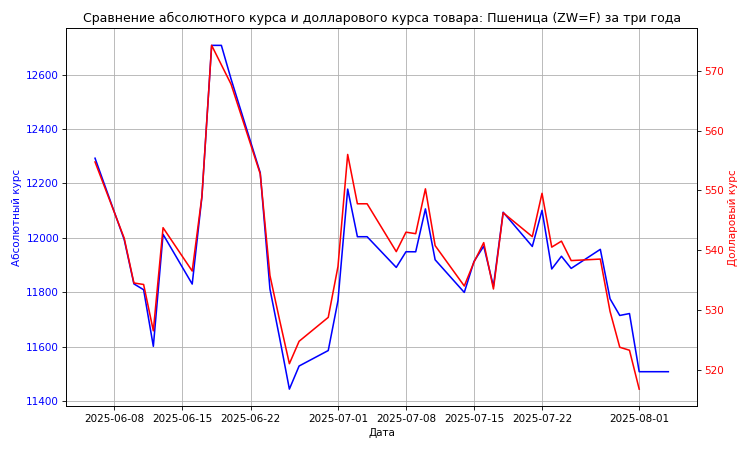 Сравнение абсолютного курса и долларового курса товара: Пшеница (ZW=F) за три года
Абсолютный курс
12600
12400
12200
12000
11800
11600
11400
570
560
550
540
530
520
Долларовый курс
2025-06-08 2025-06-15 2025-06-22 2025-07-01 2025-07-08 2025-07-15 2025-07-22 2025-08-01
Дата